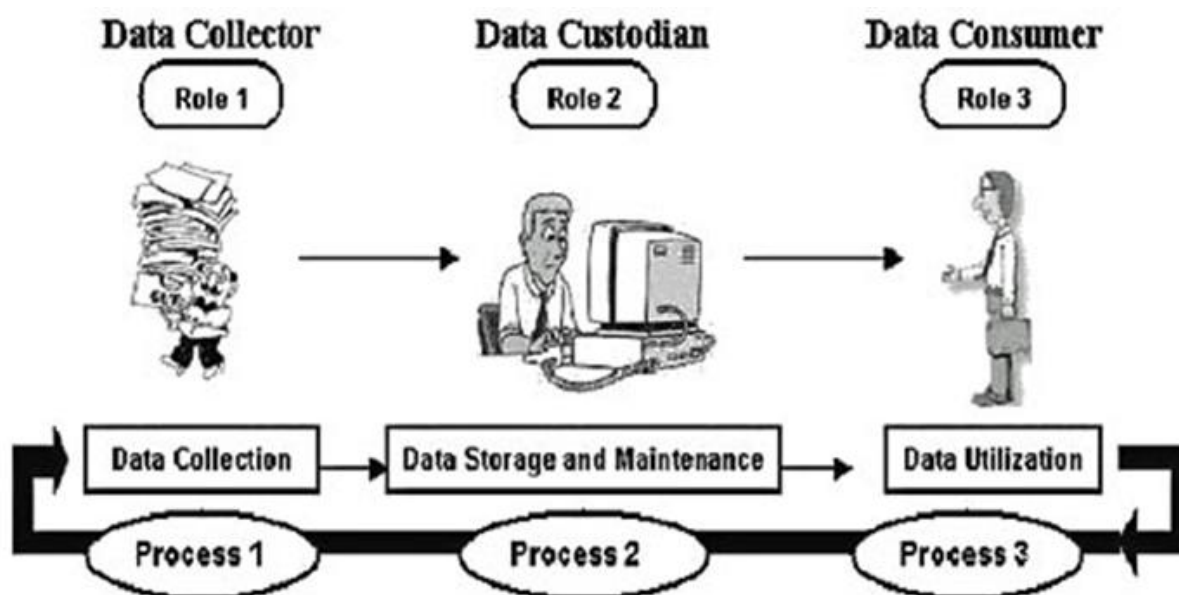 Data Collector
Data Custodian
Data Consumer
Role 1
Role 2
Role 3
Data Collection
Data Storage and Maintenance
Data Utilization
Process 1
Process 2
Process 3